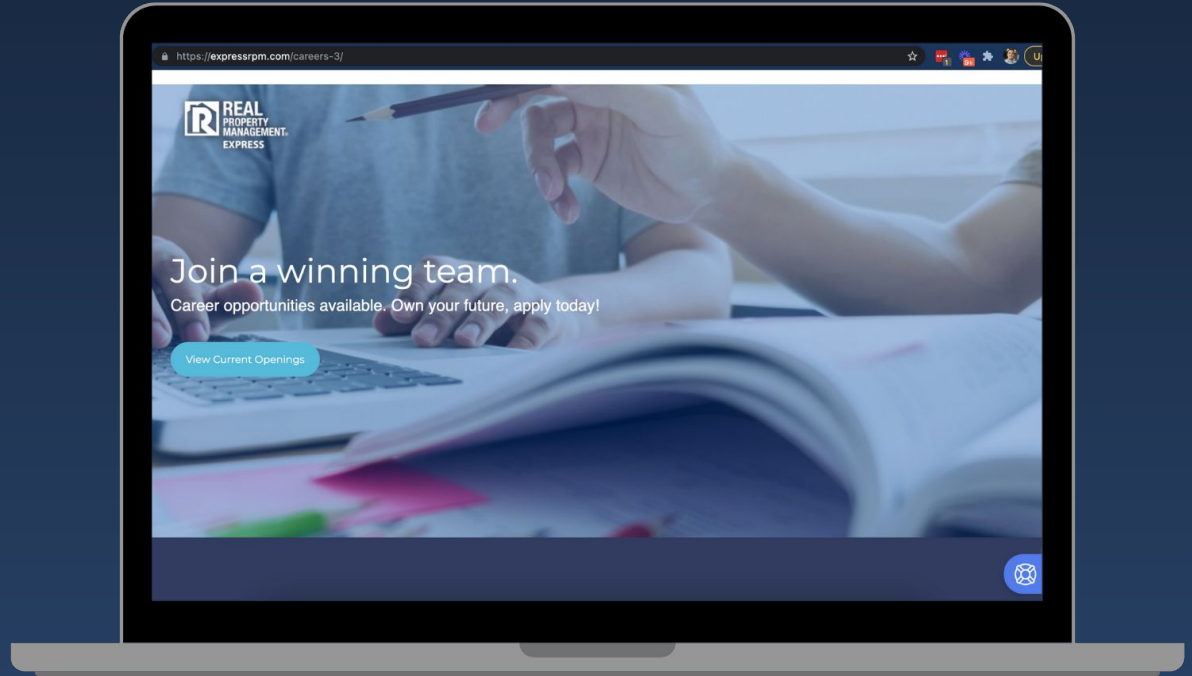 https://expressrpm.com/careers-3/
REAL
PROPERTY
MANAGEMENT.
EXPRESS
Join a winning team.
Career opportunities available. Own your future, apply today!
View Current Openings